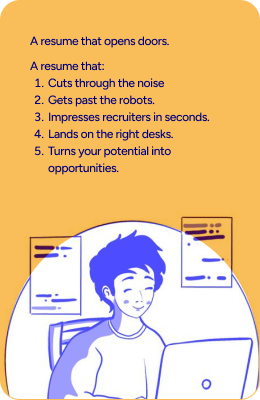 A resume that opens doors.
A resume that:
1. Cuts through the noise
2. Gets past the robots.
3. Impresses recruiters in seconds.
4. Lands on the right desks.
5. Turns your potential into
opportunities.